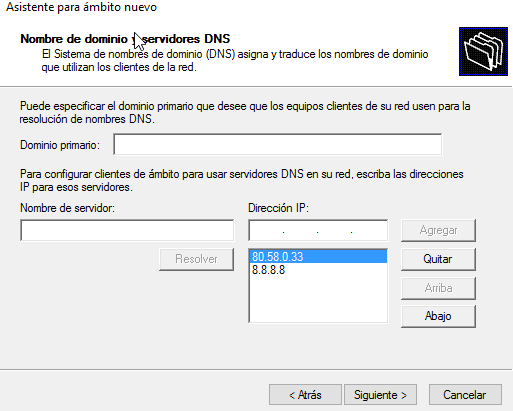 Asistente para ámbito nuevo
Nombre de dominio y servidores DNS
El Sistema de nombres de dominio (DNS) asigna y traduce los nombres de dominio
que utilizan los clientes de la red.
Puede especificar el dominio primario que desee que los equipos clientes de su red usen para la
resolución de nombres DNS.
Dominio primario:
Para configurar clientes de ámbito para usar servidores DNS en su red, escriba las direcciones
IP para esos servidores.
Nombre de servidor:
Dirección IP:
. . .
Agregar
Resolver
80.58.0.33
8.8.8.8
Quitar
Arriba
Abajo
< Atrás
Siguiente >
Cancelar